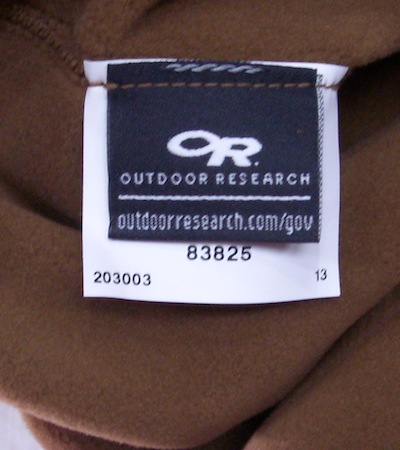 OR.
OUTDOOR RESEARCH
outdoorresearch.com/gov
83825
203003 13